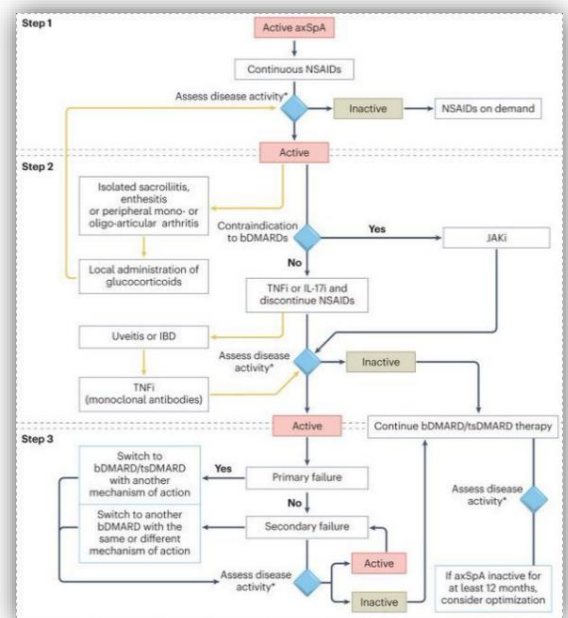 Step 1
Active axSpA
Continuous NSAIDs
Assess disease activity*
Inactive
NSAIDs on demand
Active
Step 2
Isolated sacroiliitis,
enthesitis
or peripheral mono- or
oligo-articular arthritis
Contraindication
to bDMARDs
Yes
JAKi
No
Local administration of
glucocorticoids
TNFi or IL-17i and
discontinue NSAIDs
Uveitis or IBD
Assess disease
activity*
Inactive
TNFi
(monoclonal antibodies)
Active
Continue bDMARD/tsDMARD therapy
Step 3
Switch to
bDMARD/tsDMARD
with another
mechanism of action
Yes
Primary failure
No
Assess disease
activity*
Switch to another
bDMARD with the
same or different
mechanism of action
Secondary failure
Active
Assess disease
activity*
Inactive
If axSpA inactive for
at least 12 months,
consider optimization